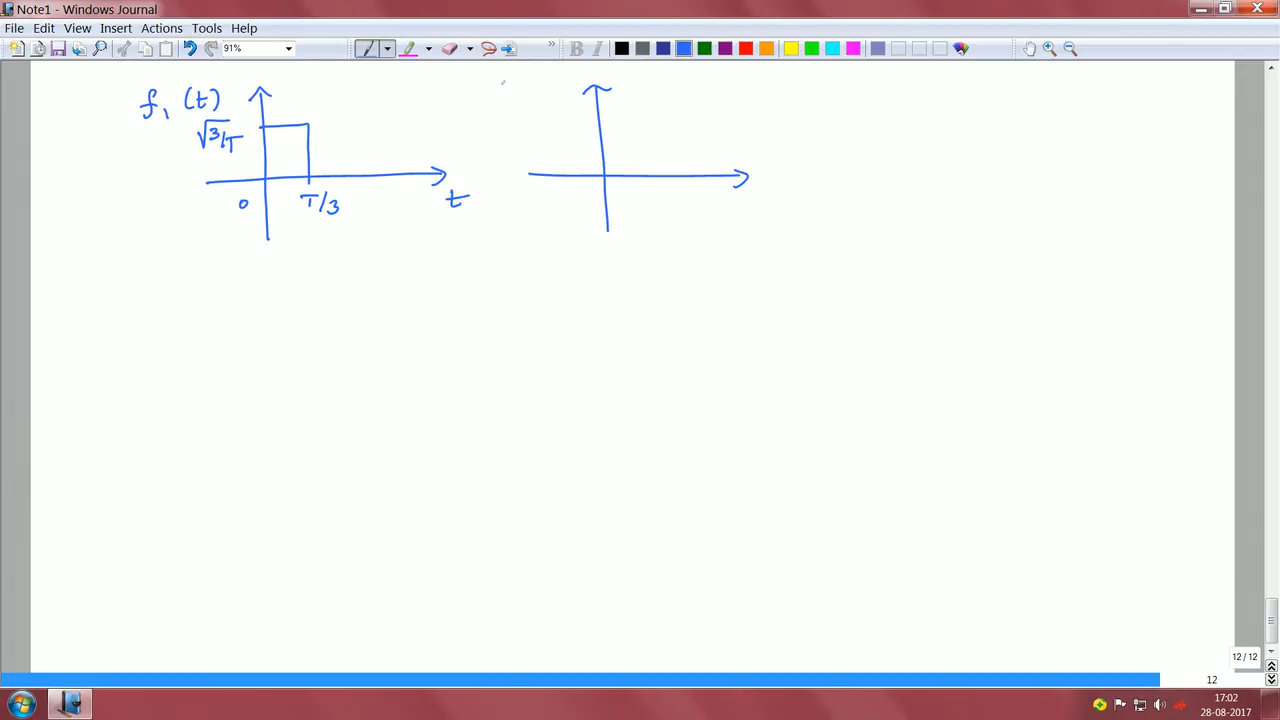 Note1 - Windows Journal
File Edit View Insert Actions Tools Help
91%
f₁ (t)
√3/T
0 T/3 t
12 / 12
12
17:02
28-08-2017